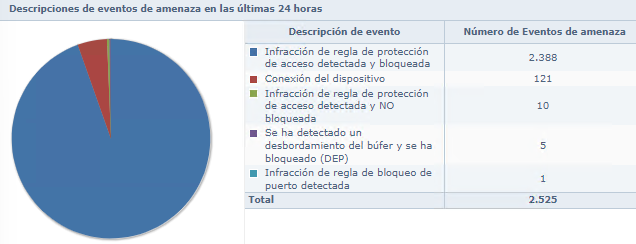 Descripciones de eventos de amenaza en las últimas 24 horas
Descripción de evento Número de Eventos de amenaza
Infracción de regla de protección
de acceso detectada y bloqueada 2.388
Conexión del dispositivo 121
Infracción de regla de protección
de acceso detectada y NO
bloqueada 10
Se ha detectado un
desbordamiento del búfer y se ha
bloqueado (DEP) 5
Infracción de regla de bloqueo de
puerto detectada 1
Total 2.525